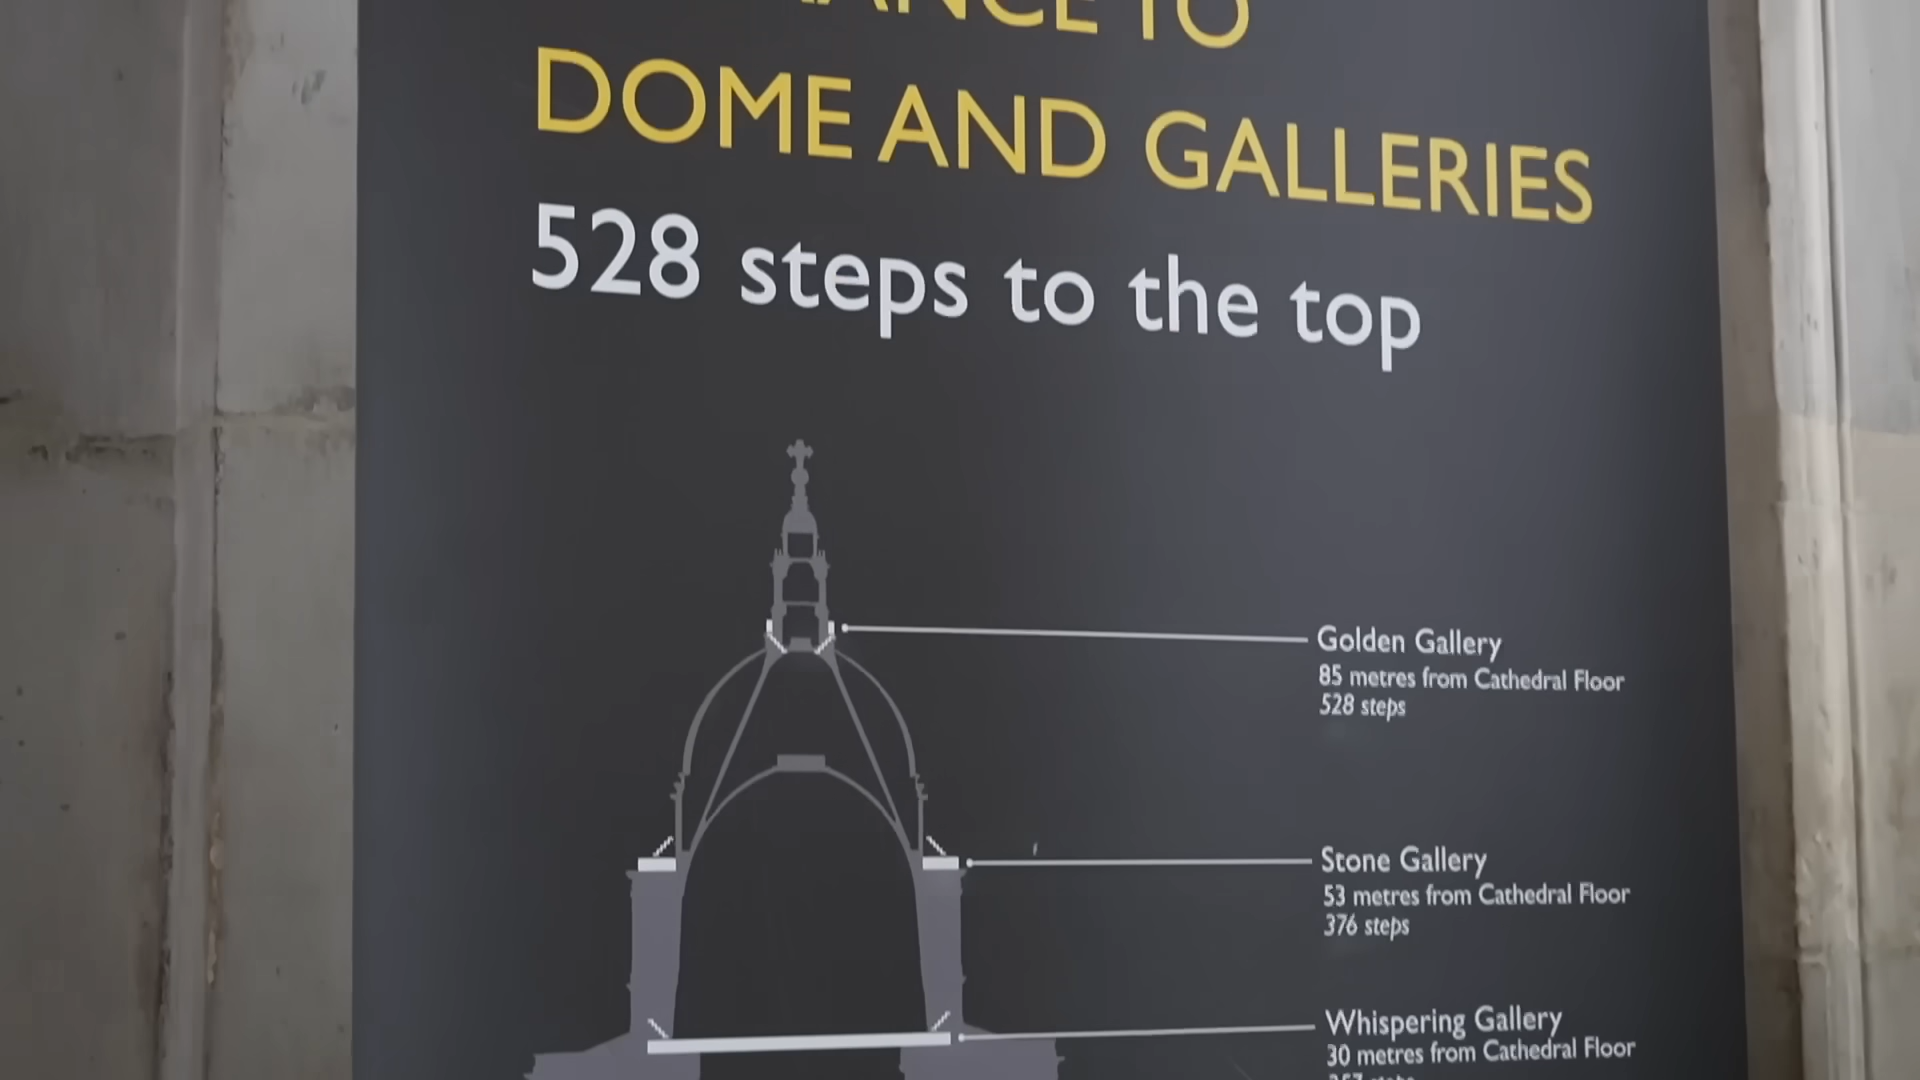 TO
DOME AND GALLERIES
528 steps to the top
Golden Gallery
85 metres from Cathedral Floor
528 steps
Stone Gallery
53 metres from Cathedral Floor
376 steps
Whispering Gallery
30 metres from Cathedral Floor